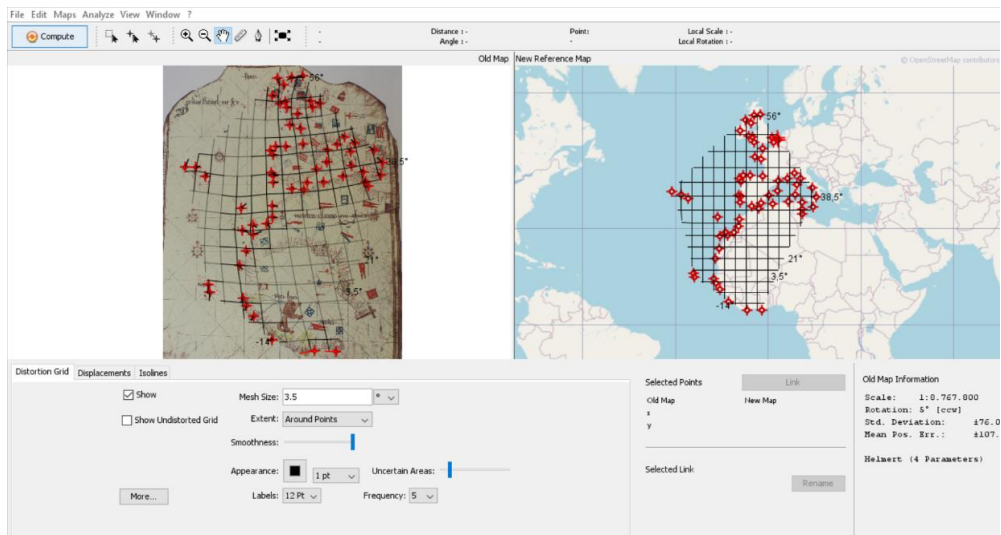 File Edit Maps Analyze View Window ?
Compute
Distance : -
Angle : -
Point:
-
Local Scale : -
Local Rotation : -
Old Map
New Reference Map
© OpenStreetMap contributors
56°
38,5°
21°
3,5°
-14°
56°
38,5°
21°
3,5°
-14°
Distortion Grid Displacements Isolines
Show
Show Undistorted Grid
More...
Mesh Size: 3.5 °
Extent: Around Points
Smoothness:
Appearance: 1 pt Uncertain Areas:
Labels: 12 Pt Frequency: 5
Selected Points Link
Old Map New Map
x
y
Selected Link
Rename
Old Map Information
Scale: 1:8.767.800
Rotation: 5° [ccw]
Std. Deviation: ±76.0
Mean Pos. Err.: ±107.
Helmert (4 Parameters)